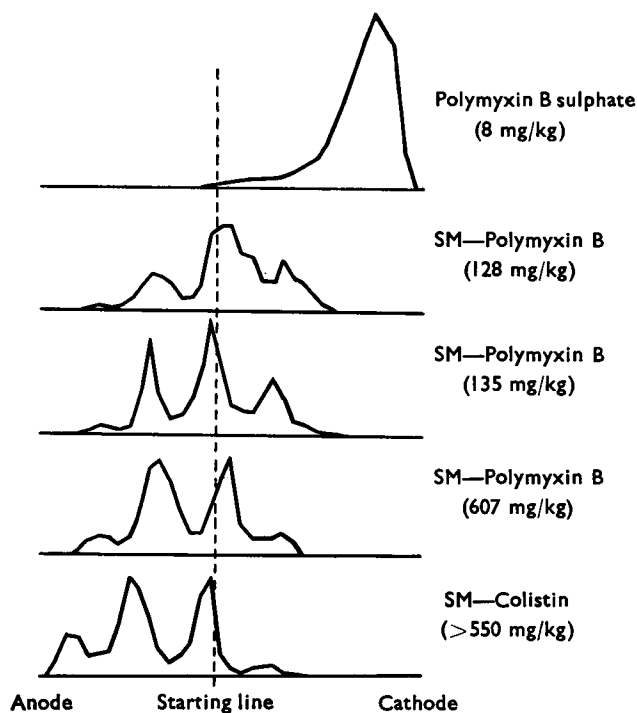 Polymyxin B sulphate
(8 mg/kg)
SM—Polymyxin B
(128 mg/kg)
SM—Polymyxin B
(135 mg/kg)
SM—Polymyxin B
(607 mg/kg)
SM—Colistin
(>550 mg/kg)
Anode Starting line Cathode